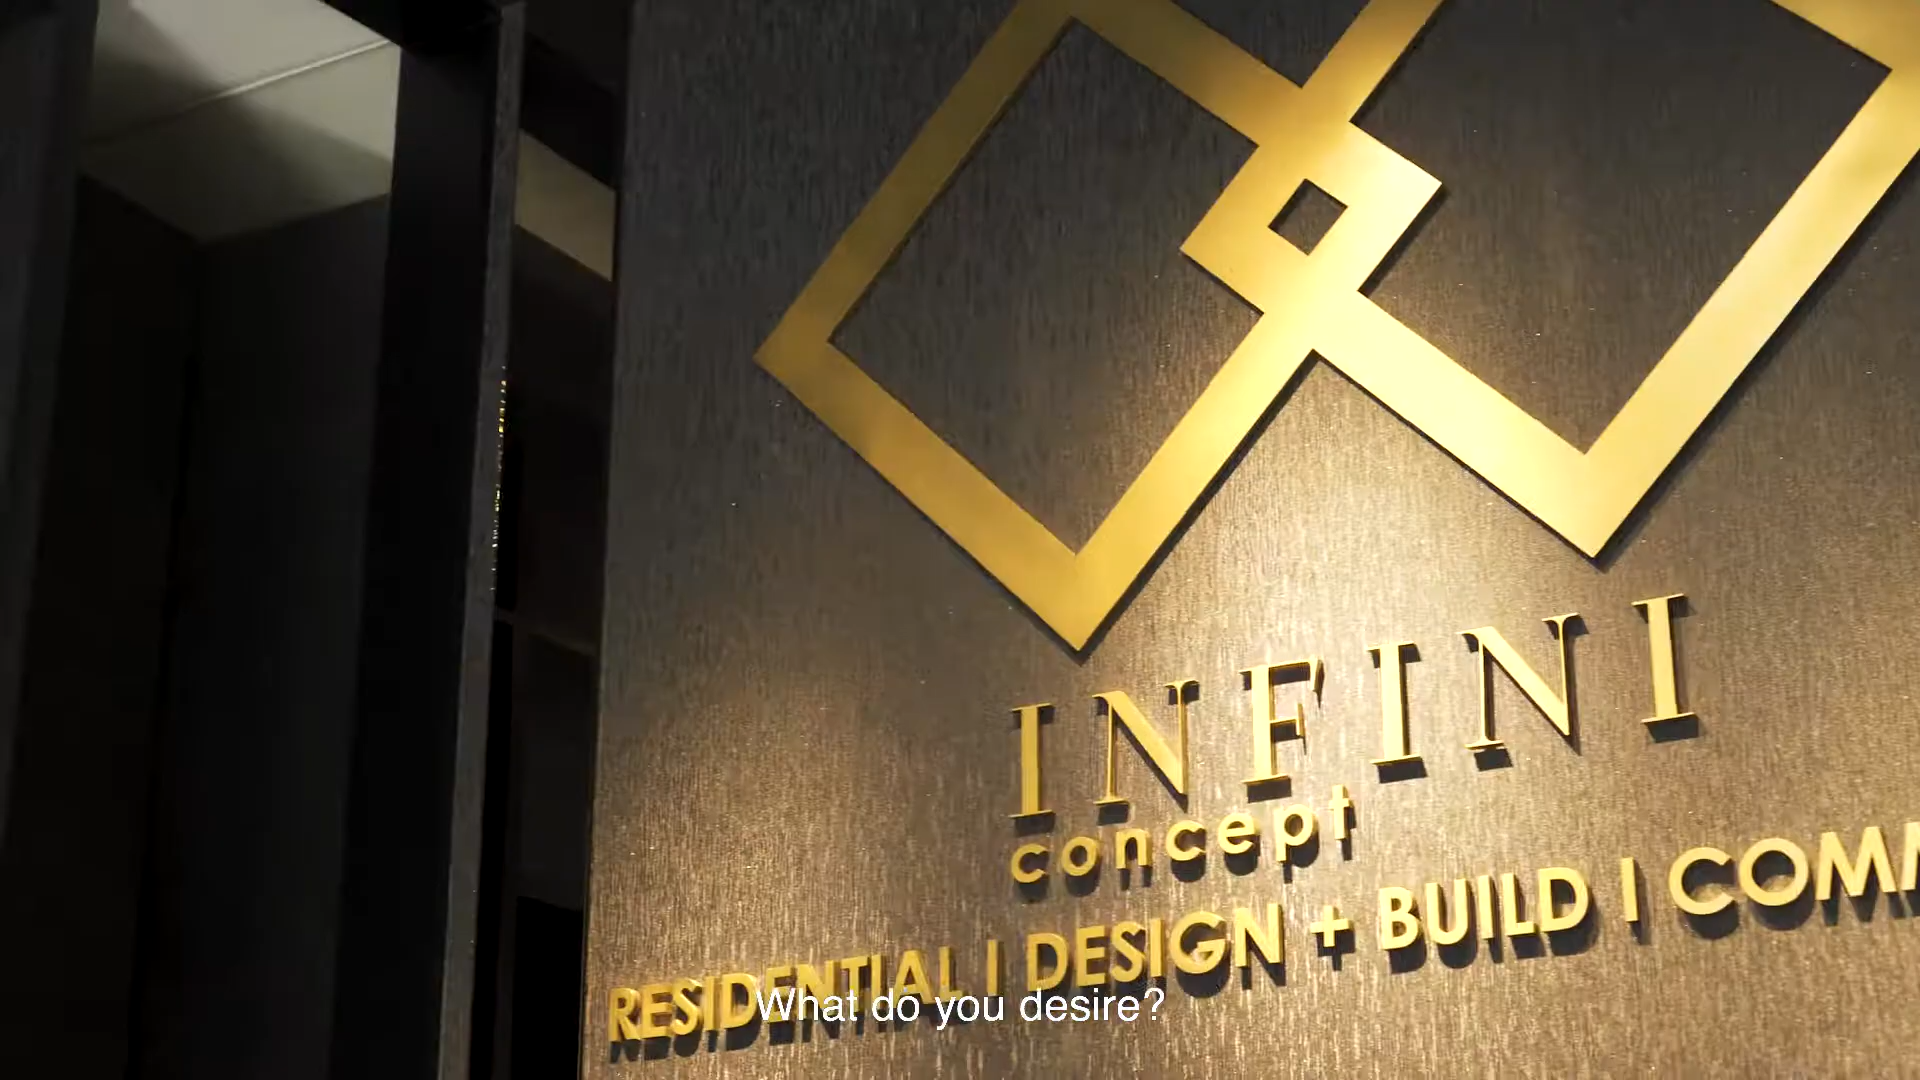 INFINI
concept
RESIDENTIAL | DESIGN + BUILD | COMM
What do you desire?